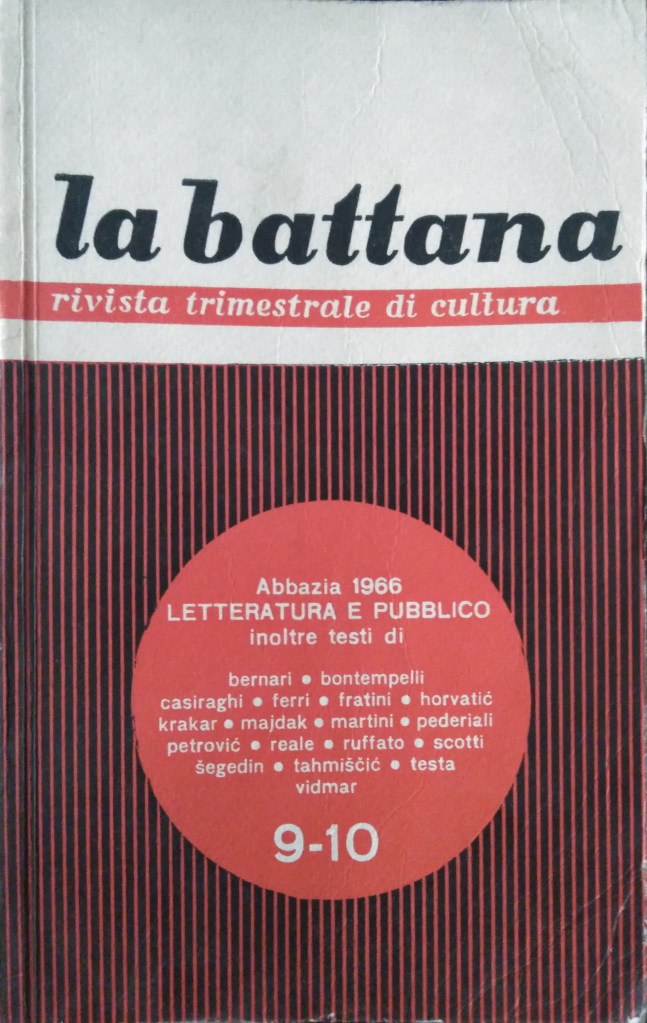 la battana
rivista trimestrale di cultura
Abbazia 1966
LETTERATURA E PUBBLICO
inoltre testi di
bernari • bontempelli
casiraghi • ferri • fratini • horvatić
krakar • majdak • martini • pederiali
petrović • reale • ruffato • scotti
šegedin • tahmiščić • testa
vidmar
9-10